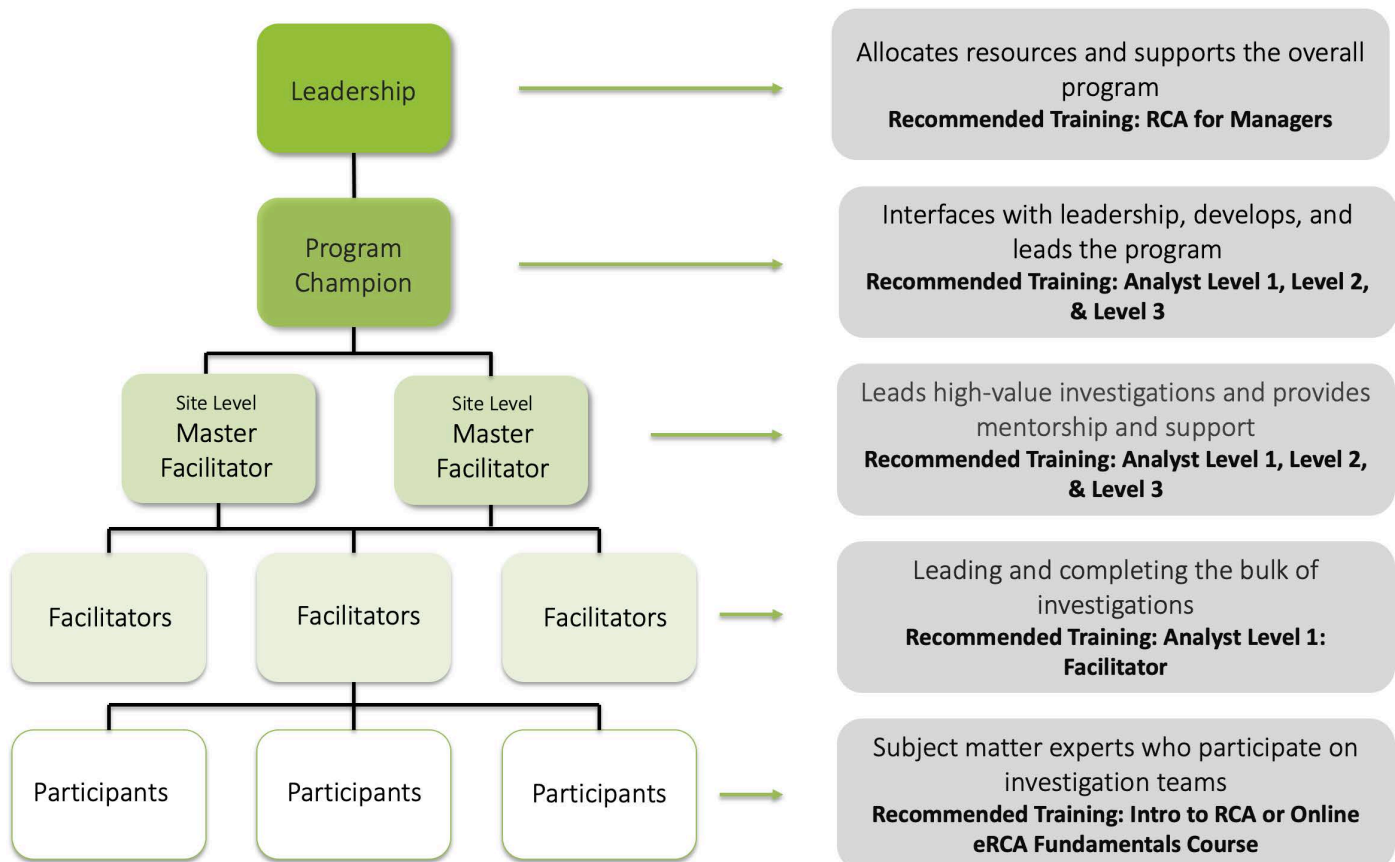 Leadership
Allocates resources and supports the overall
program
Recommended Training: RCA for Managers
Program
Champion
Interfaces with leadership, develops, and
leads the program
Recommended Training: Analyst Level 1, Level 2,
& Level 3
Site Level
Master
Facilitator
Site Level
Master
Facilitator
Leads high-value investigations and provides
mentorship and support
Recommended Training: Analyst Level 1, Level 2,
& Level 3
Facilitators
Facilitators
Facilitators
Leading and completing the bulk of
investigations
Recommended Training: Analyst Level 1:
Facilitator
Participants
Participants
Participants
Subject matter experts who participate on
investigation teams
Recommended Training: Intro to RCA or Online
eRCA Fundamentals Course